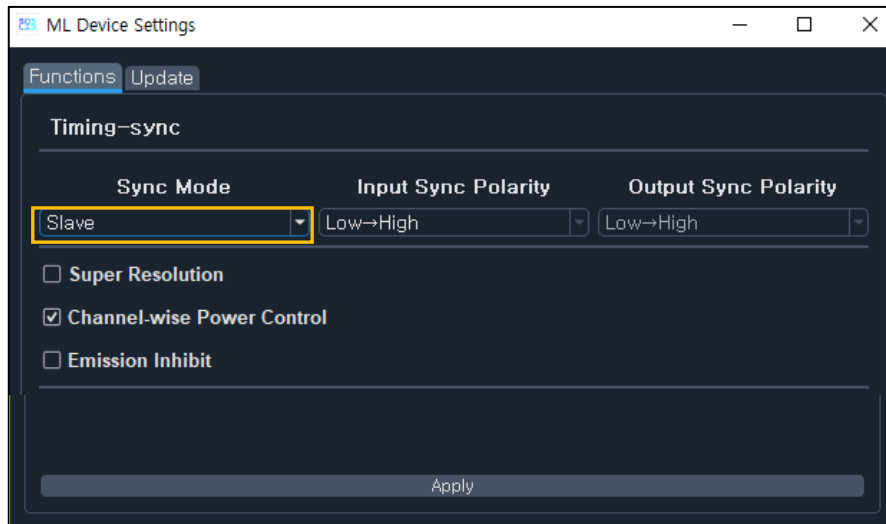 ML Device Settings
Functions Update
Timing-sync
Sync Mode Input Sync Polarity Output Sync Polarity
Slave Low→High Low→High
Super Resolution
Channel-wise Power Control
Emission Inhibit
Apply